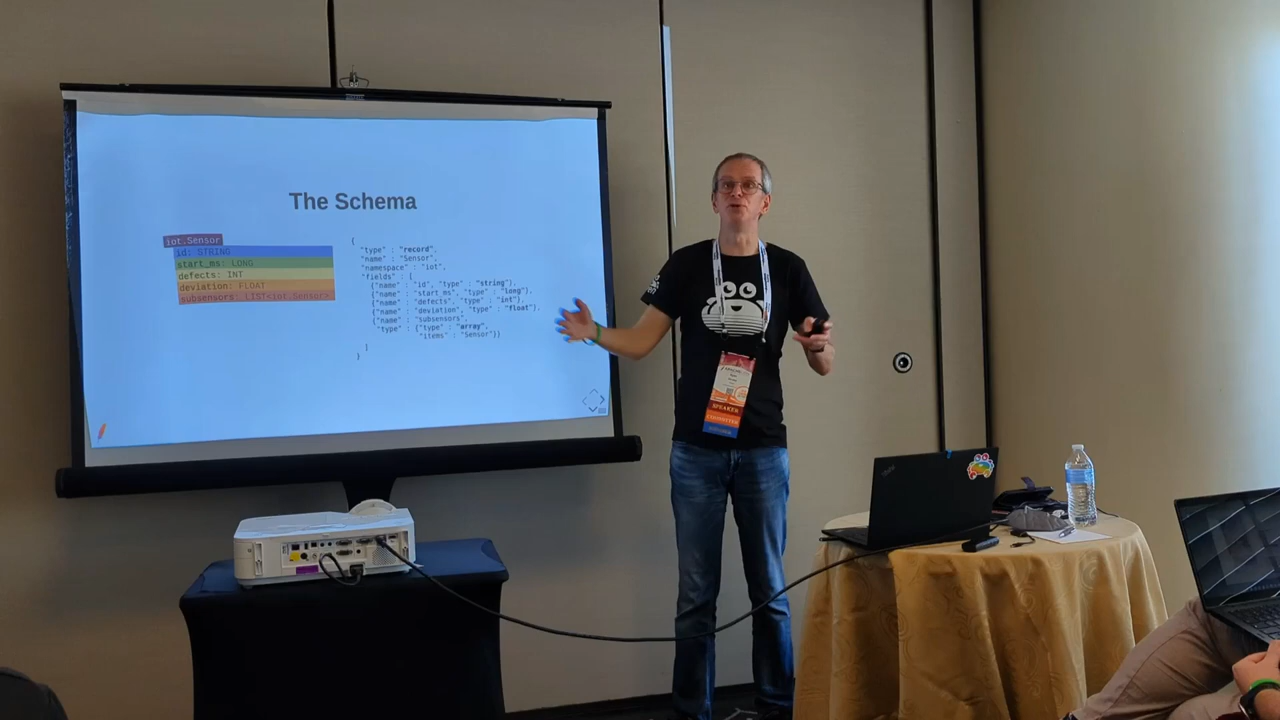 The Schema
iot.Sensor
id: STRING
start_ms: LONG
defects: INT
deviation: FLOAT
subsensors: LIST<iot.Sensor>
{
"type" : "record",
"name" : "Sensor",
"namespace" : "iot",
"fields" : [
{"name" : "id", "type" : "string"},
{"name" : "start_ms", "type" : "long"},
{"name" : "defects", "type" : "int"},
{"name" : "deviation", "type" : "float"},
{"name" : "subsensors",
"type" : {"type" : "array",
"items" : "Sensor"}}
]
}
SPEAKER
COMMITTER